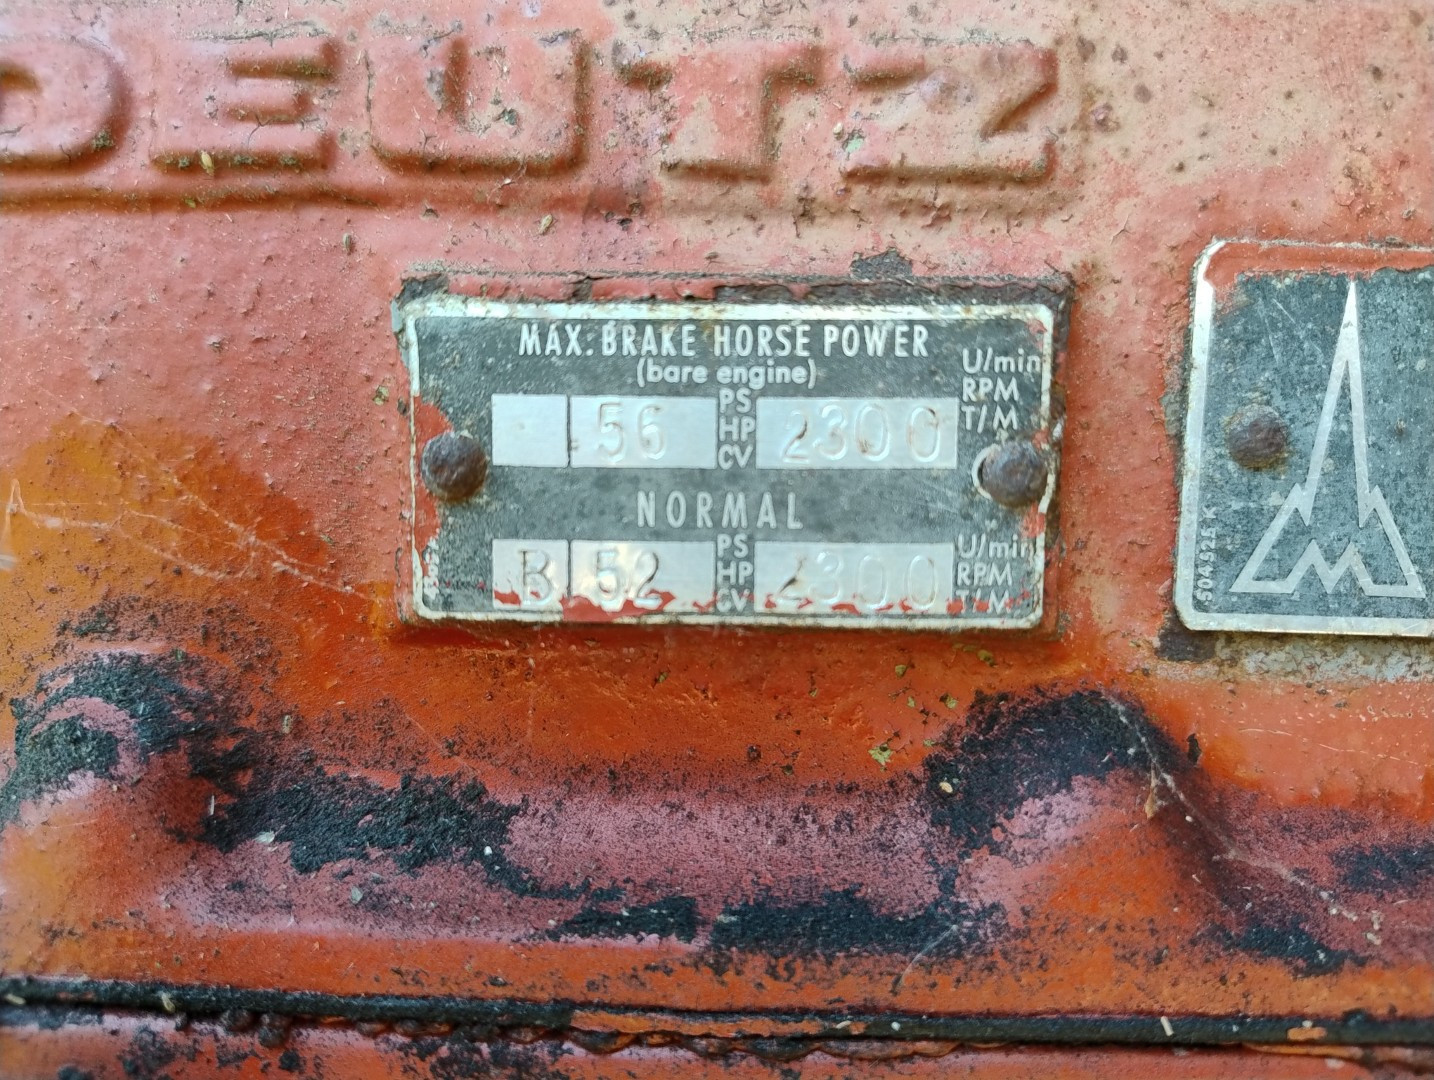 DEUTZ
MAX. BRAKE HORSE POWER
(bare engine)
56 PS HP CV 2300 U/min RPM T/M
NORMAL
B 52 PS HP CV 2300 U/min RPM T/M
50492EK